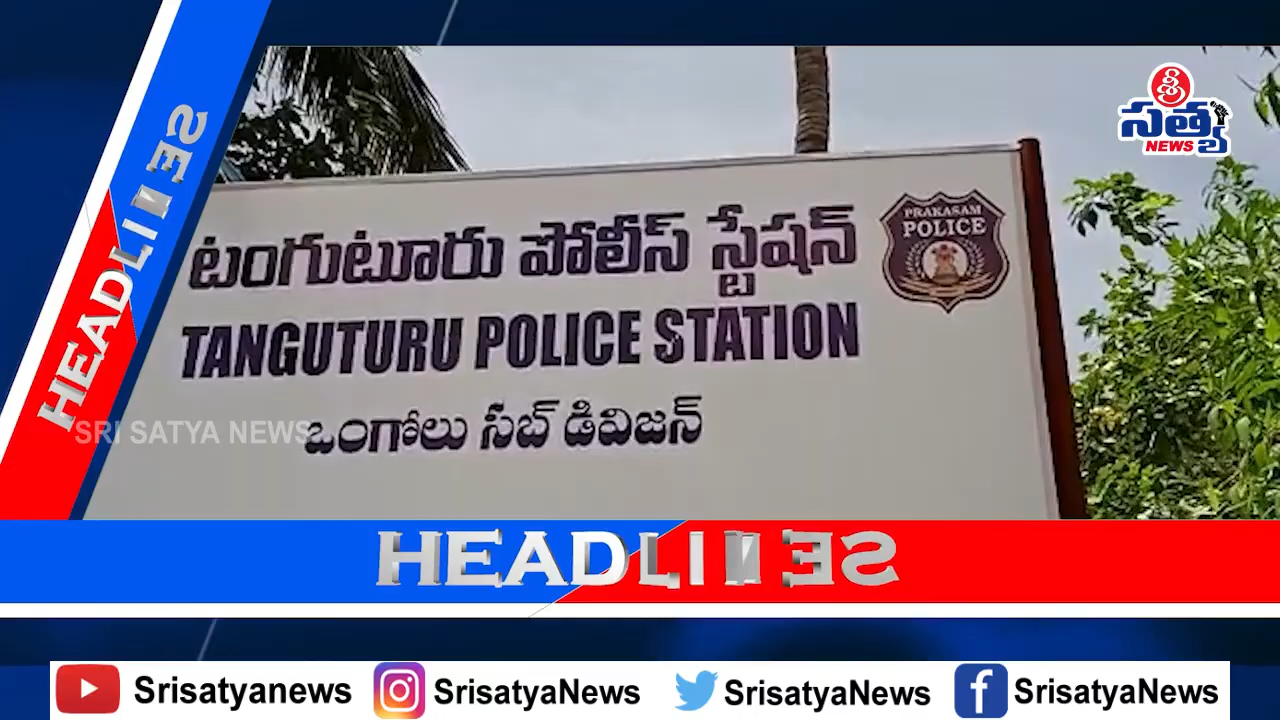 శ్రీ
సత్య
NEWS
HEADLINES
టంగుటూరు పోలీస్ స్టేషన్
PRAKASAM
POLICE
TANGUTURU POLICE STATION
ఒంగోలు సబ్ డివిజన్
SRI SATYA NEWS
HEADLINES
Srisatyanews
SrisatyaNews
SrisatyaNews
SrisatyaNews